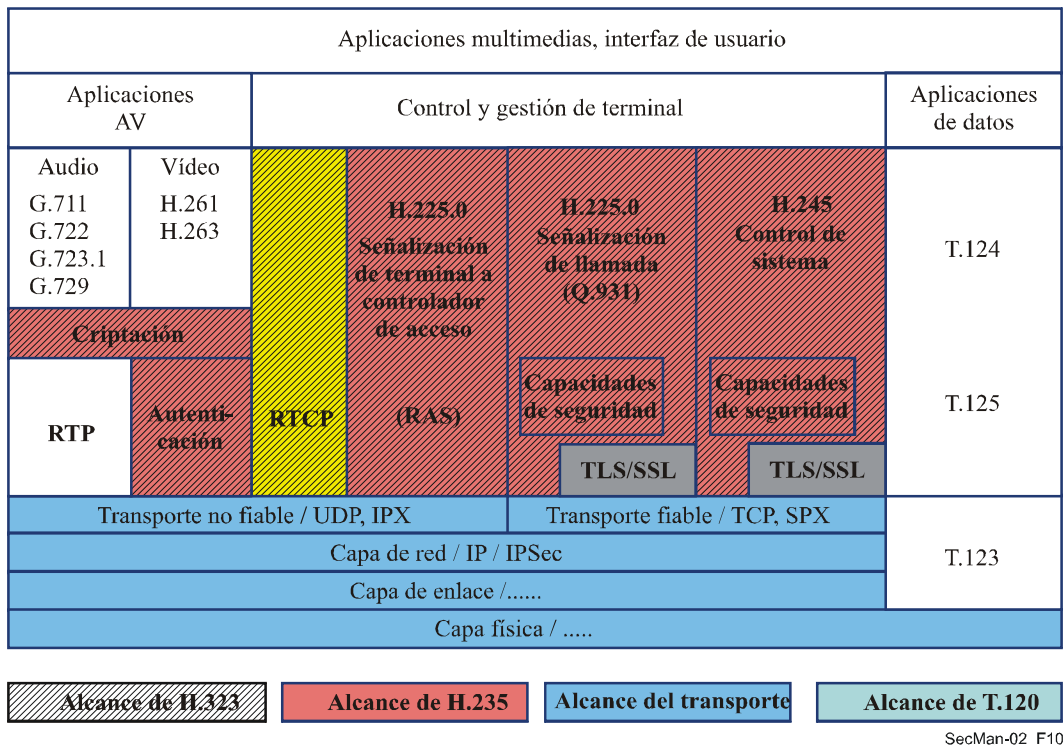 Aplicaciones multimedias, interfaz de usuario
Aplicaciones
AV
Control y gestión de terminal
Aplicaciones
de datos
Audio
G.711
G.722
G.723.1
G.729
Vídeo
H.261
H.263
Criptación
RTP
Autenti-
cación
RTCP
H.225.0
Señalización
de terminal a
controlador
de acceso
(RAS)
H.225.0
Señalización
de llamada
(Q.931)
Capacidades
de seguridad
TLS/SSL
H.245
Control de
sistema
Capacidades
de seguridad
TLS/SSL
T.124
T.125
Transporte no fiable / UDP, IPX
Transporte fiable / TCP, SPX
Capa de red / IP / IPSec
T.123
Capa de enlace /......
Capa física / .....
Alcance de H.323
Alcance de H.235
Alcance del transporte
Alcance de T.120
SecMan-02_F10